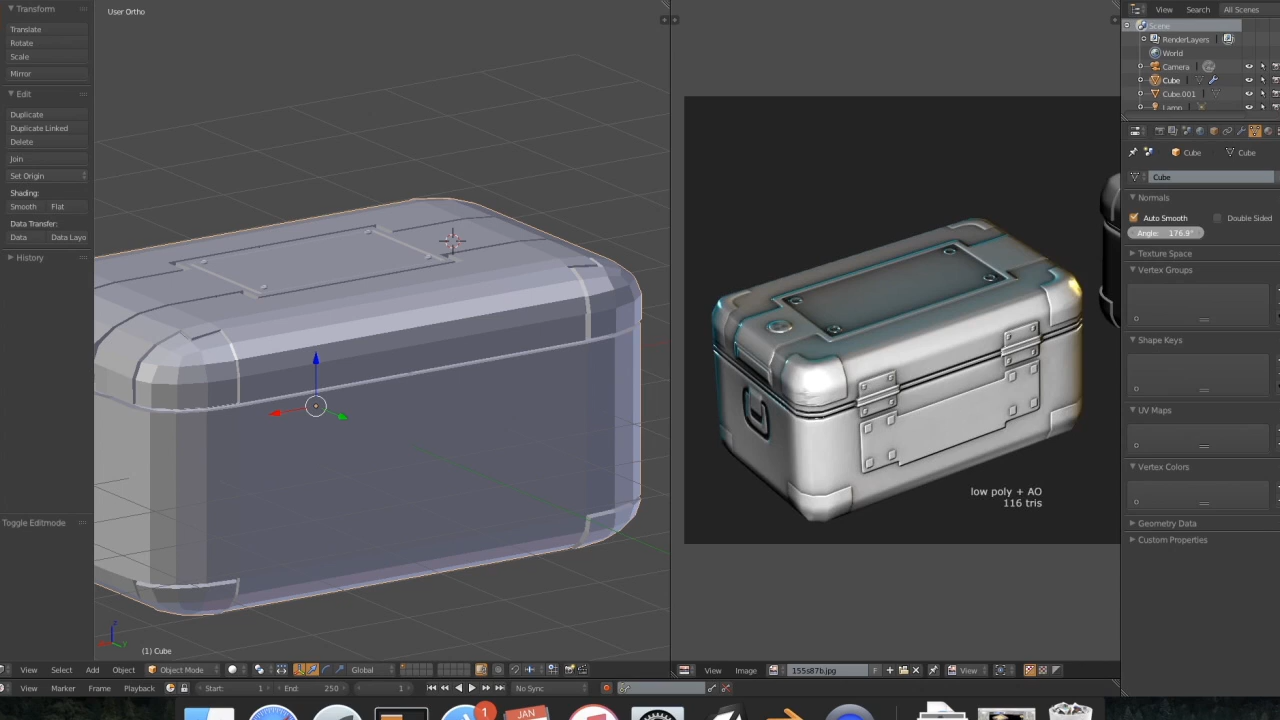 Transform
Translate
Rotate
Scale
Mirror
Edit
Duplicate
Duplicate Linked
Delete
Join
Set Origin
Shading:
Smooth Flat
Data Transfer:
Data Data Layo
History
Toggle Editmode
User Ortho
(1) Cube
View Select Add Object Object Mode Global
View Marker Frame Playback Start: 1 End: 250 1 No Sync
low poly + AO
116 tris
View Image 155s87b.jpg F View
View Search All Scenes
Scene
RenderLayers
World
Camera
Cube
Cube.001
Lamp
Cube Cube
Cube
Normals
Auto Smooth Double Sided
Angle: 176.9°
Texture Space
Vertex Groups
Shape Keys
UV Maps
Vertex Colors
Geometry Data
Custom Properties
1
JAN